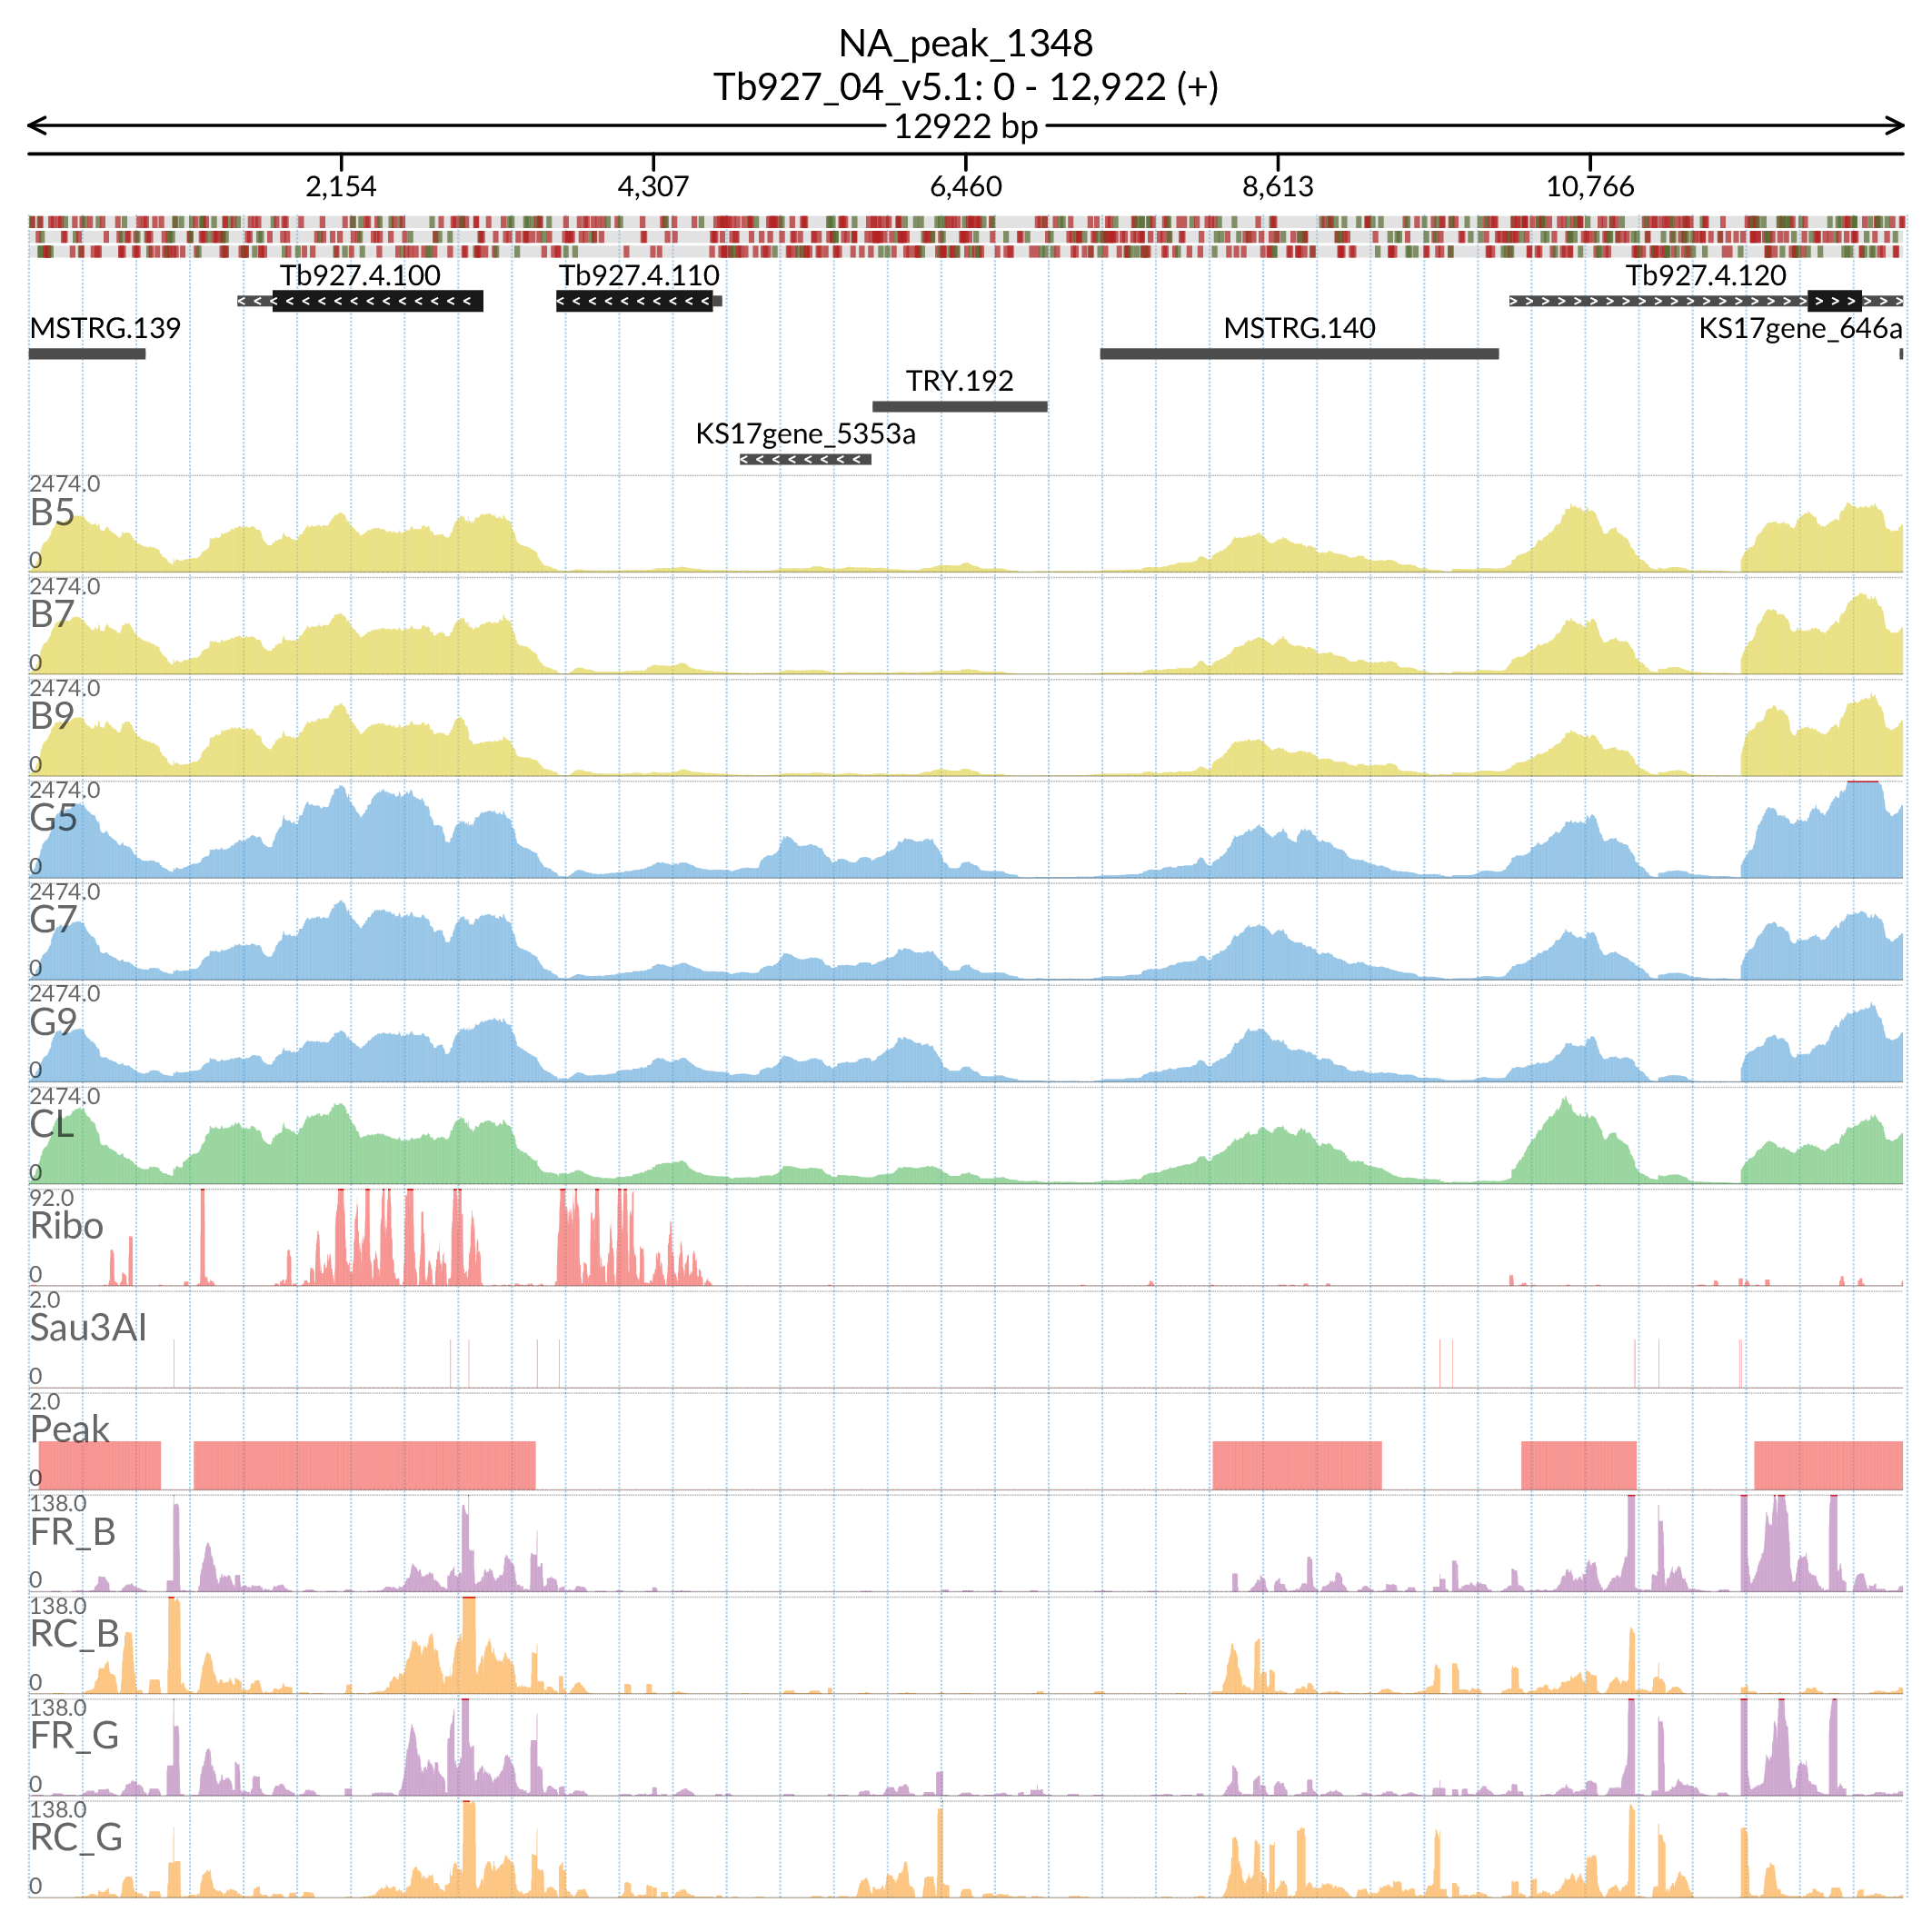 NA_peak_1348
Tb927_04_v5.1: 0 - 12,922 (+)
12922 bp
2,154 4,307 6,460 8,613 10,766
Tb927.4.100 Tb927.4.110 Tb927.4.120
MSTRG.139 MSTRG.140 KS17gene_646a
TRY.192
KS17gene_5353a
2474.0
B5
0
2474.0
B7
0
2474.0
B9
0
2474.0
G5
0
2474.0
G7
0
2474.0
G9
0
2474.0
CL
0
92.0
Ribo
0
2.0
Sau3AI
0
2.0
Peak
0
138.0
FR_B
0
138.0
RC_B
0
138.0
FR_G
0
138.0
RC_G
0